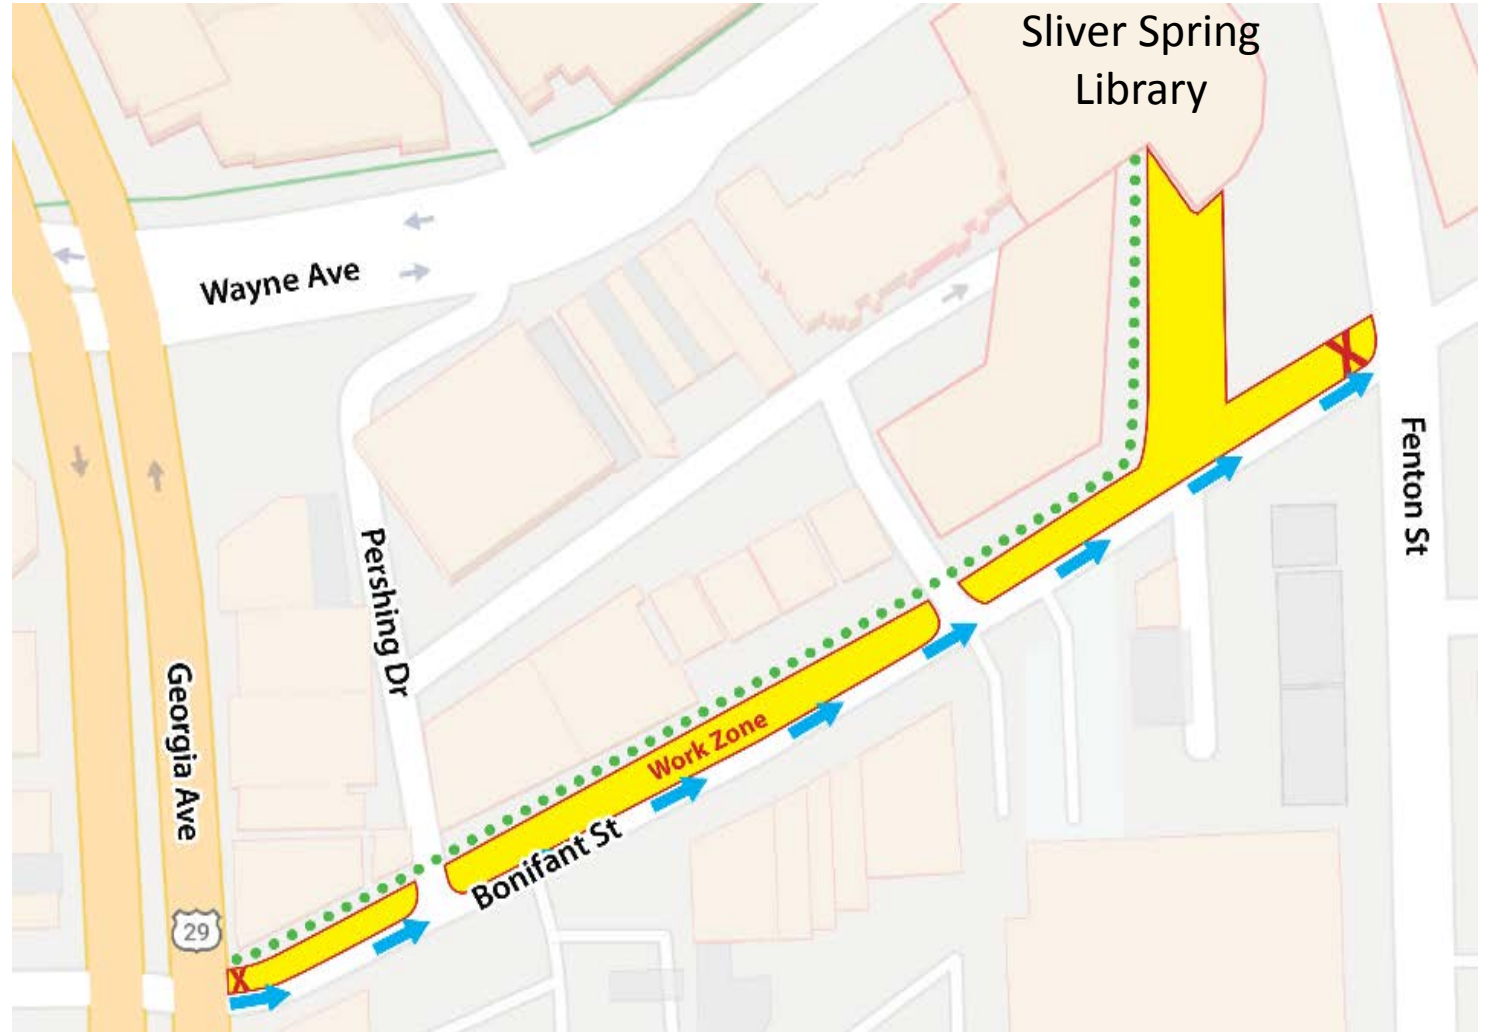 Sliver Spring
Library
Wayne Ave
Fenton St
Pershing Dr
Georgia Ave
Work Zone
Bonifant St
29
X
X